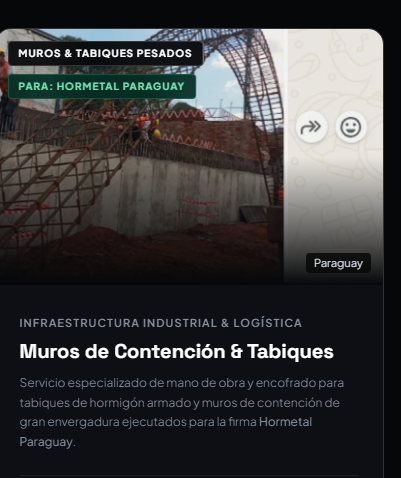 MUROS & TABIQUES PESADOS
PARA: HORMETAL PARAGUAY
Paraguay
INFRAESTRUCTURA INDUSTRIAL & LOGÍSTICA
Muros de Contención & Tabiques
Servicio especializado de mano de obra y encofrado para
tabiques de hormigón armado y muros de contención de
gran envergadura ejecutados para la firma Hormetal
Paraguay.